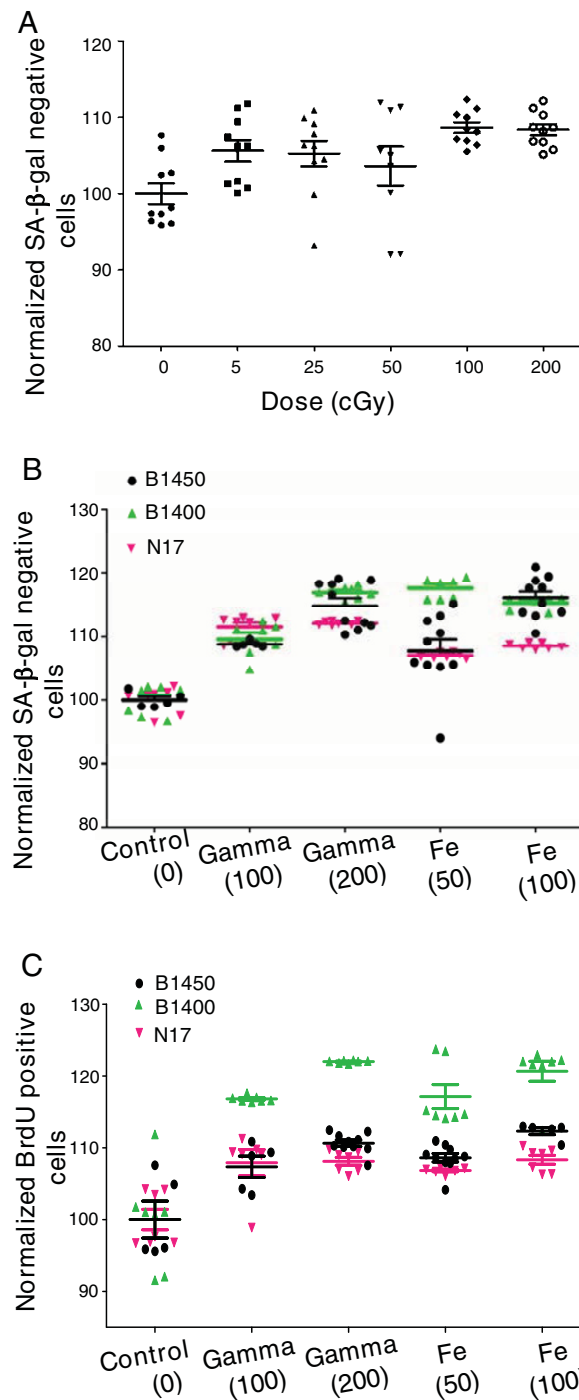 A
Normalized SA-β-gal negative
cells
120
110
100
90
80
0 5 25 50 100 200
Dose (cGy)
B
B1450
B1400
N17
Normalized SA-β-gal negative
cells
130
120
110
100
90
80
Control
(0)
Gamma
(100)
Gamma
(200)
Fe
(50)
Fe
(100)
C
B1450
B1400
N17
Normalized BrdU positive
cells
130
120
110
100
90
Control
(0)
Gamma
(100)
Gamma
(200)
Fe
(50)
Fe
(100)